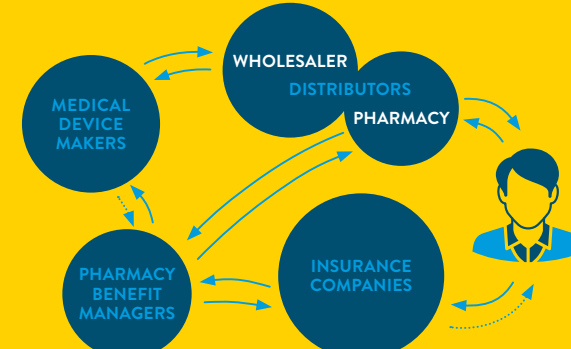 WHOLESALER
DISTRIBUTORS
PHARMACY
MEDICAL
DEVICE
MAKERS
PHARMACY
BENEFIT
MANAGERS
INSURANCE
COMPANIES